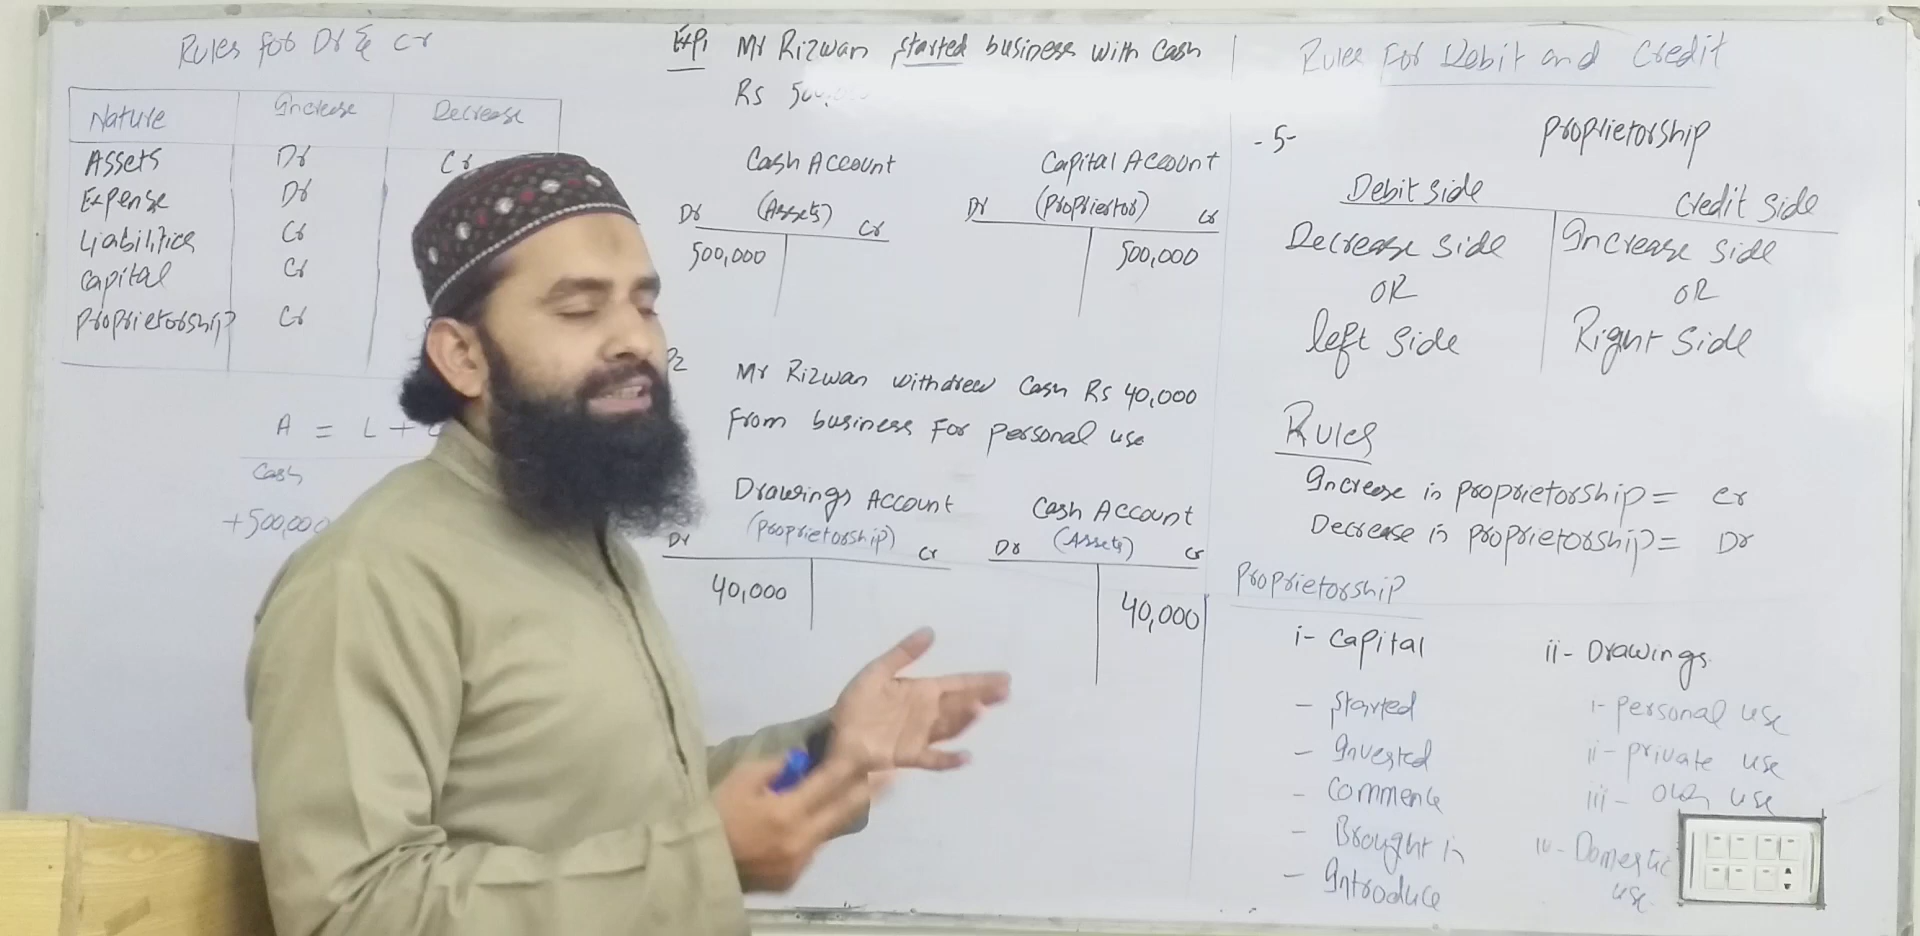 Rules for Dr & Cr
Nature Increase Decrease
Assets Dr Cr
Expense Dr
Liabilities Cr
Capital Cr
Proprietorship Cr
A = L +
Cash
+500,000
Exp1 Mr Rizwan started business with Cash
Rs
Cash Account
(Assets)
Dr Cr
500,000
Capital Account
(Proprietor)
Dr Cr
500,000
Mr Rizwan withdrew Cash Rs 40,000
From business For personal use
Drawings Account
(Proprietorship)
Dr Cr
40,000
Cash Account
(Assets)
Dr Cr
40,000
Rules For Debit and Credit
-5- Proprietorship
Debit side Credit Side
Decrease side Increase side
OR OR
left side Right side
Rules
Increase in proprietorship = Cr
Decrease in proprietorship = Dr
Proprietorship
i- Capital
- Started
- Invested
- Commence
- Brought in
- Introduce
ii- Drawings
i- personal use
ii- private use
iii- own use
iv- Domestic
use